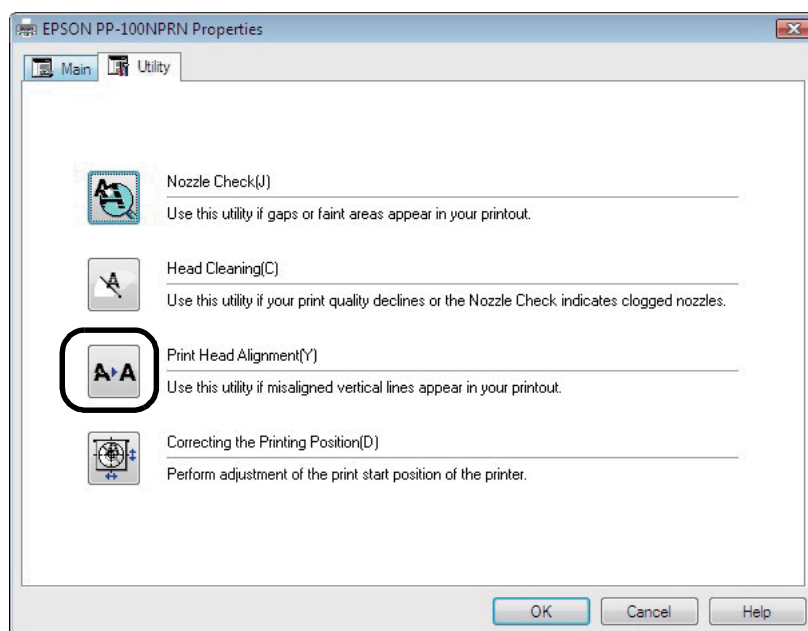 EPSON PP-100NPRN Properties
Main Utility
Nozzle Check(J)
Use this utility if gaps or faint areas appear in your printout.
Head Cleaning(C)
Use this utility if your print quality declines or the Nozzle Check indicates clogged nozzles.
Print Head Alignment(Y)
Use this utility if misaligned vertical lines appear in your printout.
Correcting the Printing Position(D)
Perform adjustment of the print start position of the printer.
OK Cancel Help